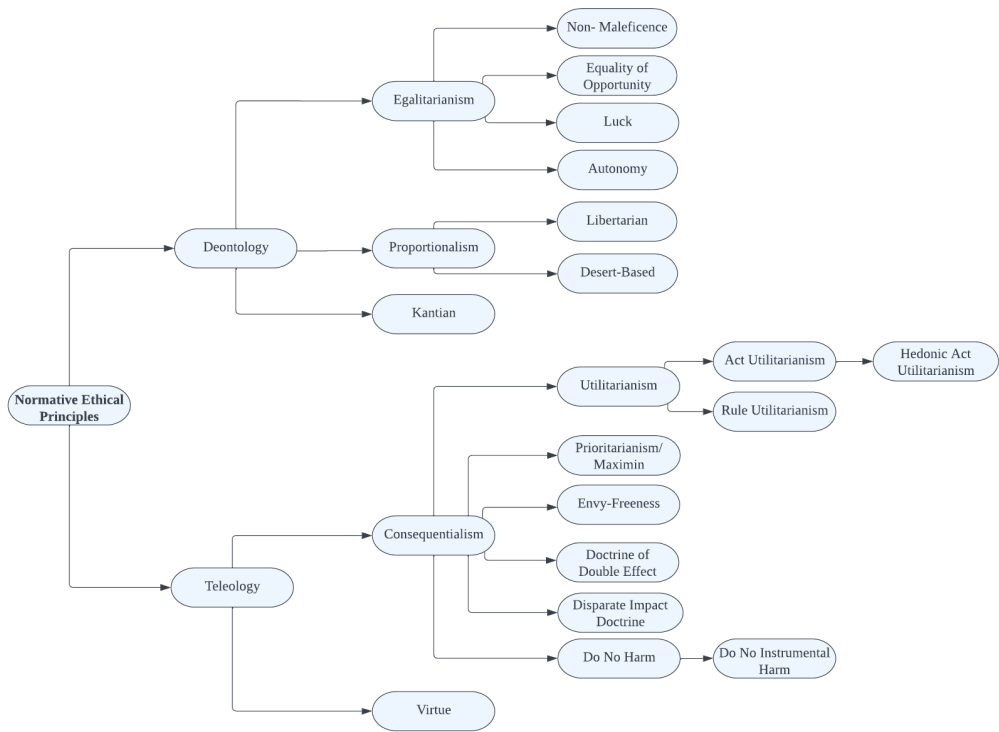 Non- Maleficence
Equality of
Opportunity
Egalitarianism
Luck
Autonomy
Libertarian
Deontology
Proportionalism
Desert-Based
Kantian
Act Utilitarianism
Hedonic Act
Utilitarianism
Utilitarianism
Normative Ethical
Principles
Rule Utilitarianism
Prioritarianism/
Maximin
Envy-Freeness
Consequentialism
Doctrine of
Double Effect
Teleology
Disparate Impact
Doctrine
Do No Harm
Do No Instrumental
Harm
Virtue